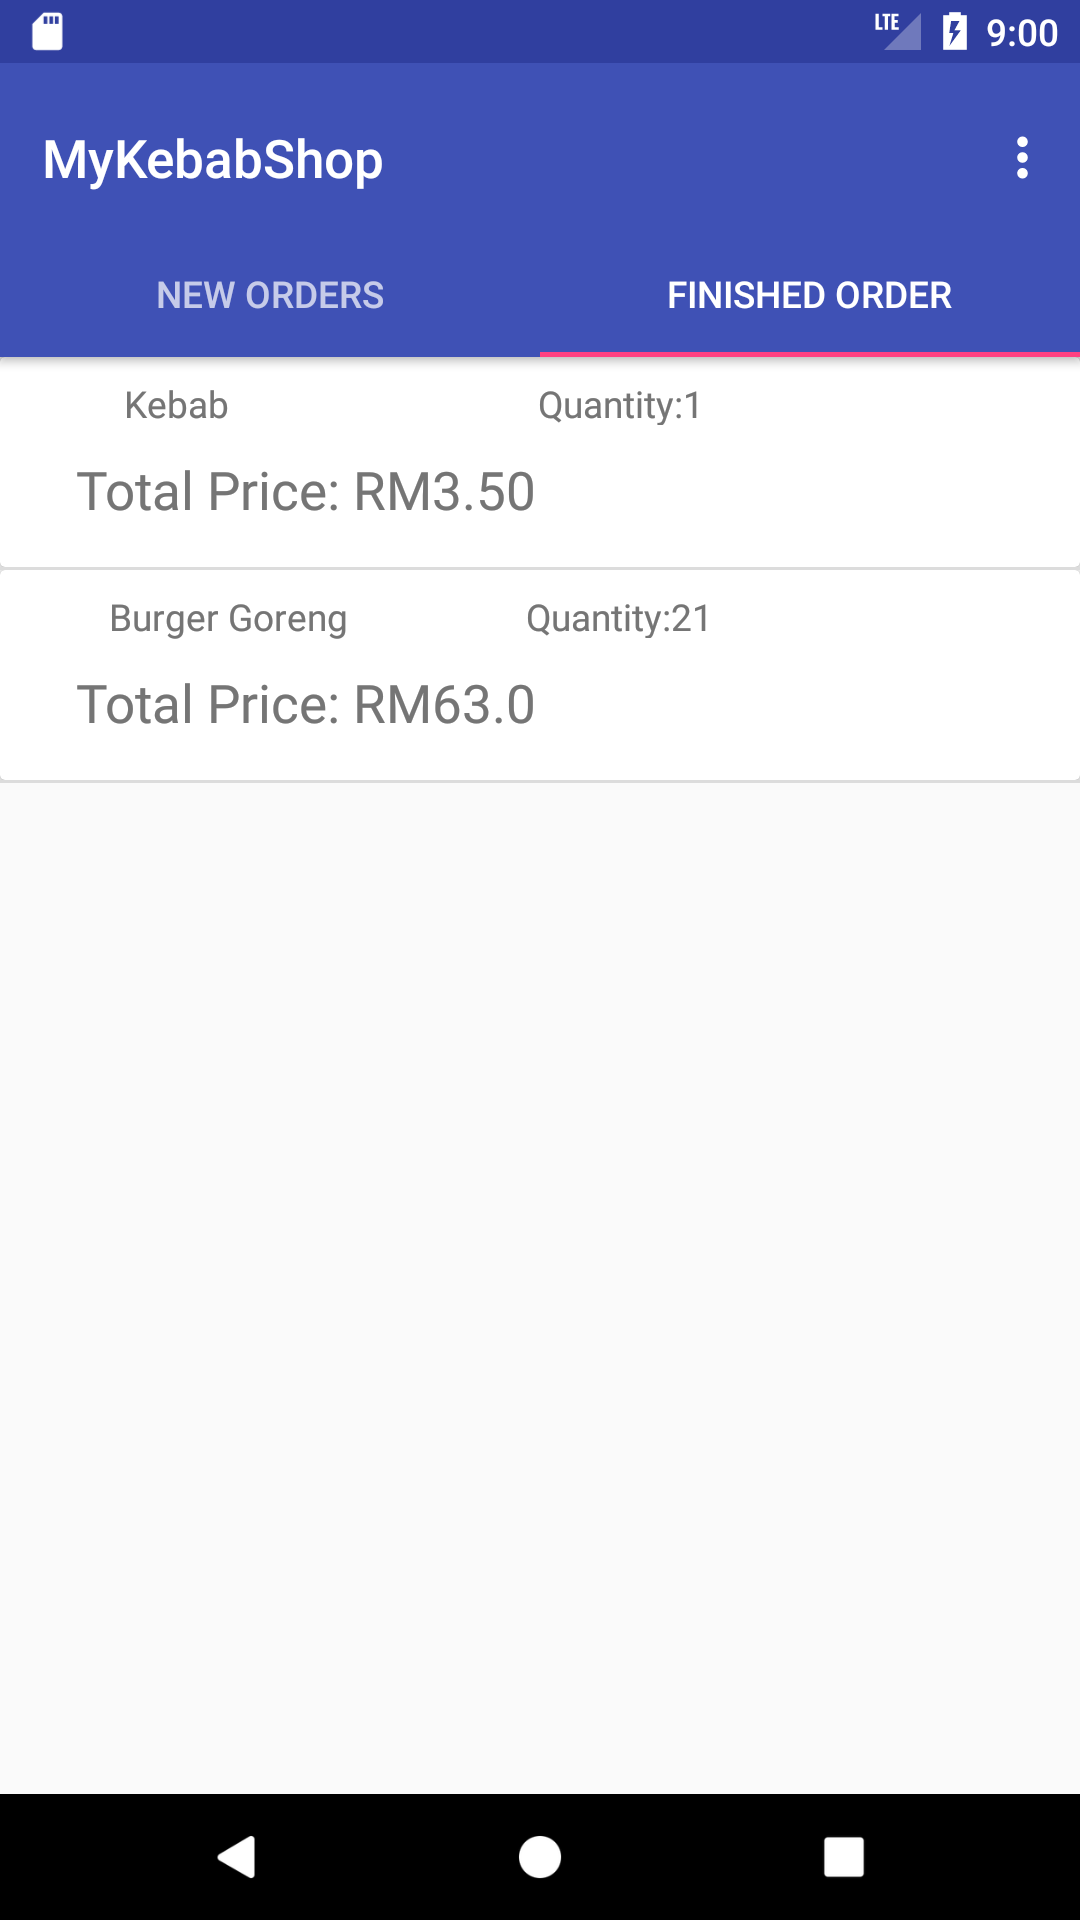 LTE 9:00
MyKebabShop
NEW ORDERS FINISHED ORDER
Kebab Quantity:1
Total Price: RM3.50
Burger Goreng Quantity:21
Total Price: RM63.0